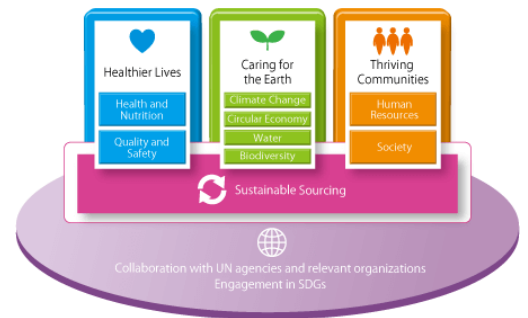 Healthier Lives
Health and
Nutrition
Quality and
Safety
Caring for
the Earth
Climate Change
Circular Economy
Water
Biodiversity
Thriving
Communities
Human
Resources
Society
Sustainable Sourcing
Collaboration with UN agencies and relevant organizations
Engagement in SDGs